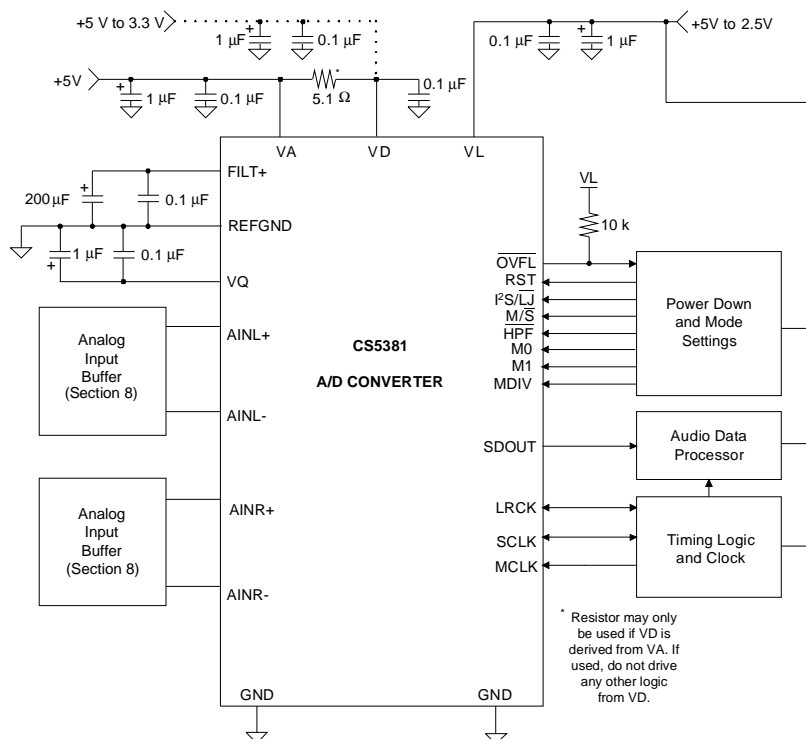 +5 V to 3.3 V
+
1 µF
0.1 µF
+5V
+
1 µF
0.1 µF
*
5.1 Ω
0.1 µF
0.1 µF
+
1 µF
+5V to 2.5V
VA
VD
VL
FILT+
+
200 µF
0.1 µF
REFGND
+
1 µF
0.1 µF
VQ
VL
10 k
OVFL
RST
I²S/LJ
M/S
HPF
M0
M1
MDIV
Power Down
and Mode
Settings
Analog
Input
Buffer
(Section 8)
AINL+
AINL-
CS5381
A/D CONVERTER
SDOUT
Audio Data
Processor
Analog
Input
Buffer
(Section 8)
AINR+
AINR-
LRCK
SCLK
MCLK
Timing Logic
and Clock
* Resistor may only
be used if VD is
derived from VA. If
used, do not drive
any other logic
from VD.
GND
GND